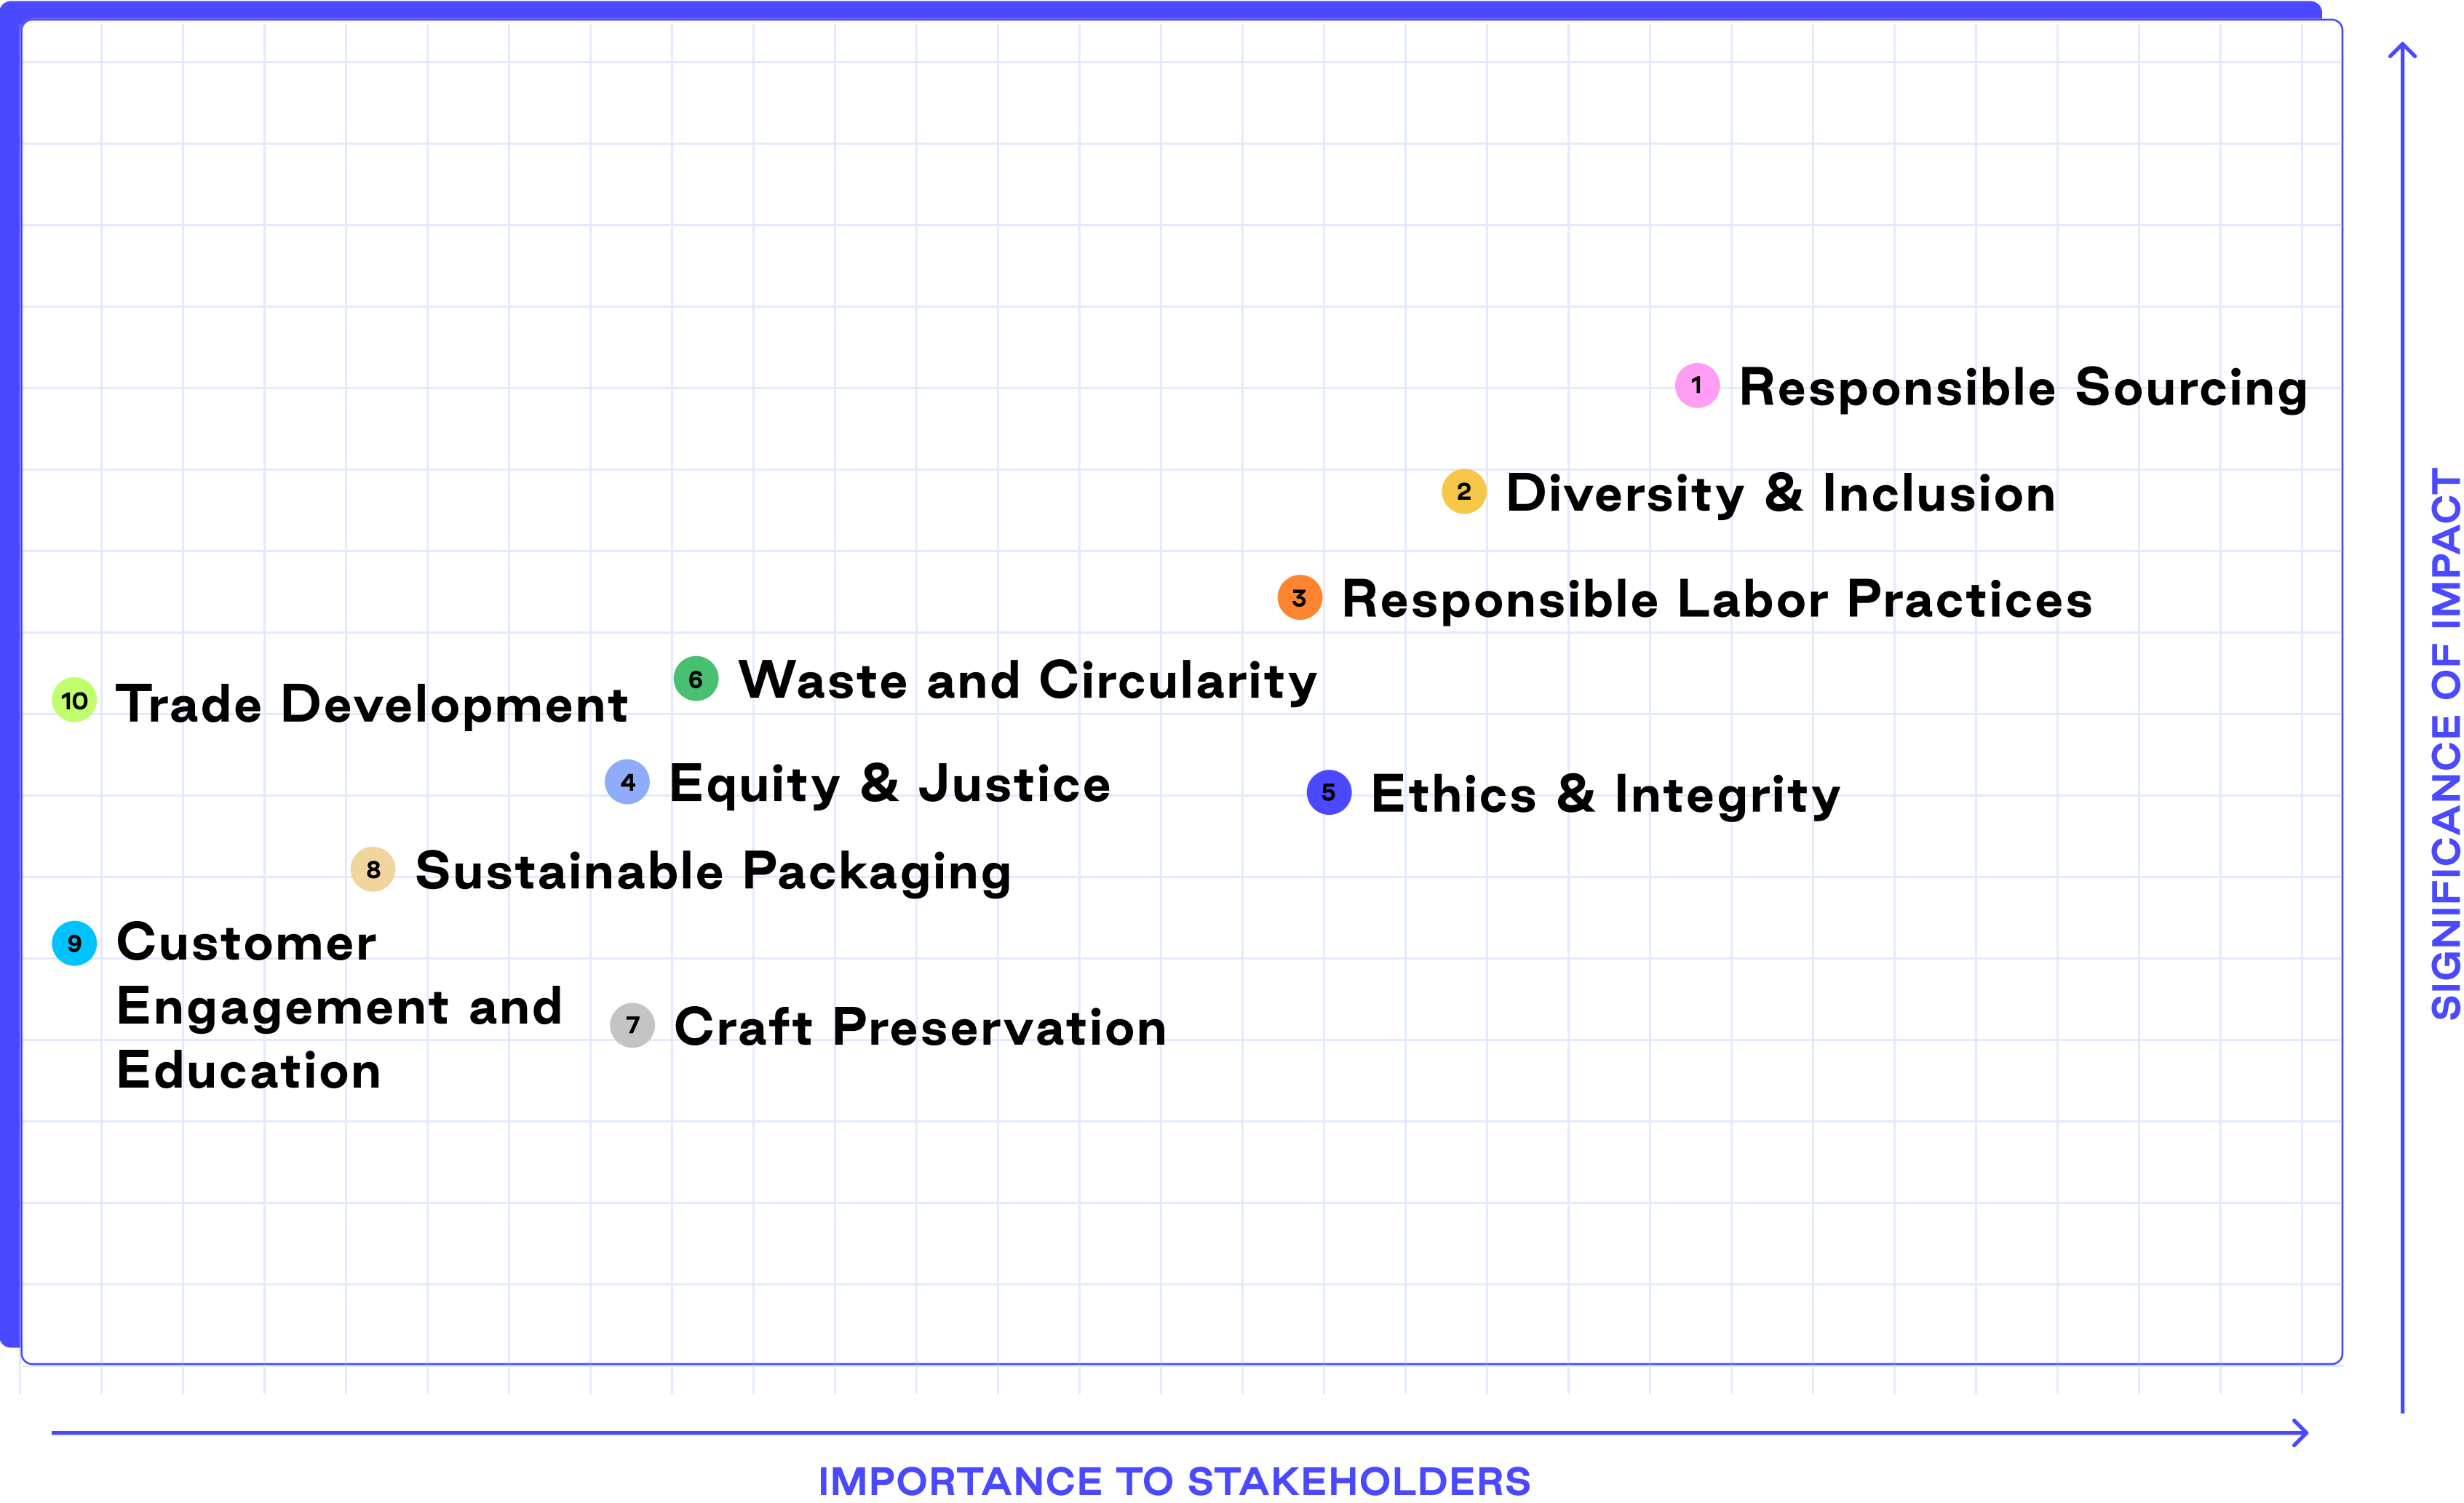 1 Responsible Sourcing
2 Diversity & Inclusion
3 Responsible Labor Practices
6 Waste and Circularity
10 Trade Development
4 Equity & Justice
5 Ethics & Integrity
8 Sustainable Packaging
9 Customer
Engagement and
Education
7 Craft Preservation
SIGNIFICANCE OF IMPACT
IMPORTANCE TO STAKEHOLDERS